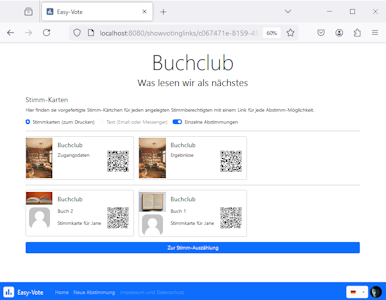 Easy-Vote
localhost:8080/showvotinglinks/c067471e-8159-4
60%
Buchclub
Was lesen wir als nächstes
Stimm-Karten
Hier finden sie vorgefertigte Stimm-Kärtchen für jeden angelegten Stimmberechtigten mit einem Link für jede Abstimm-Möglichkeit.
Stimmkarten (zum Drucken)
Text (Email oder Messenger)
Einzelne Abstimmungen
Buchclub
Zugangsdaten
Buchclub
Ergebnisse
Buchclub
Buch 2
Stimmkarte für Jane
Buchclub
Buch 1
Stimmkarte für Jane
Zur Stimm-Auszählung
Easy-Vote
Home
Neue Abstimmung
Impressum und Datenschutz